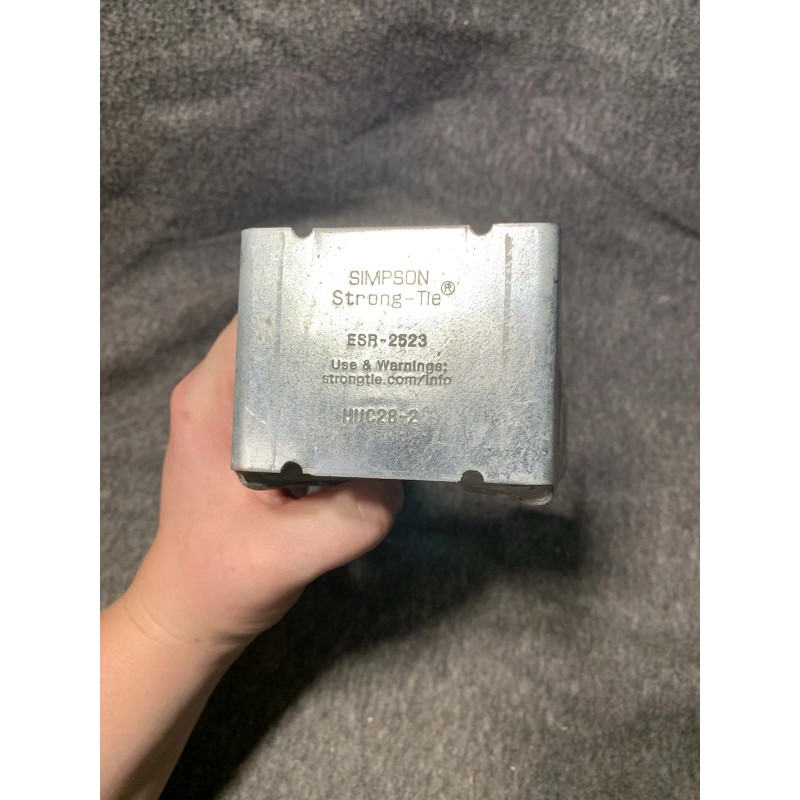 SIMPSON
Strong-Tie®
ESR-2523
Use & Warnings:
strongtie.com/info
HUC28-2